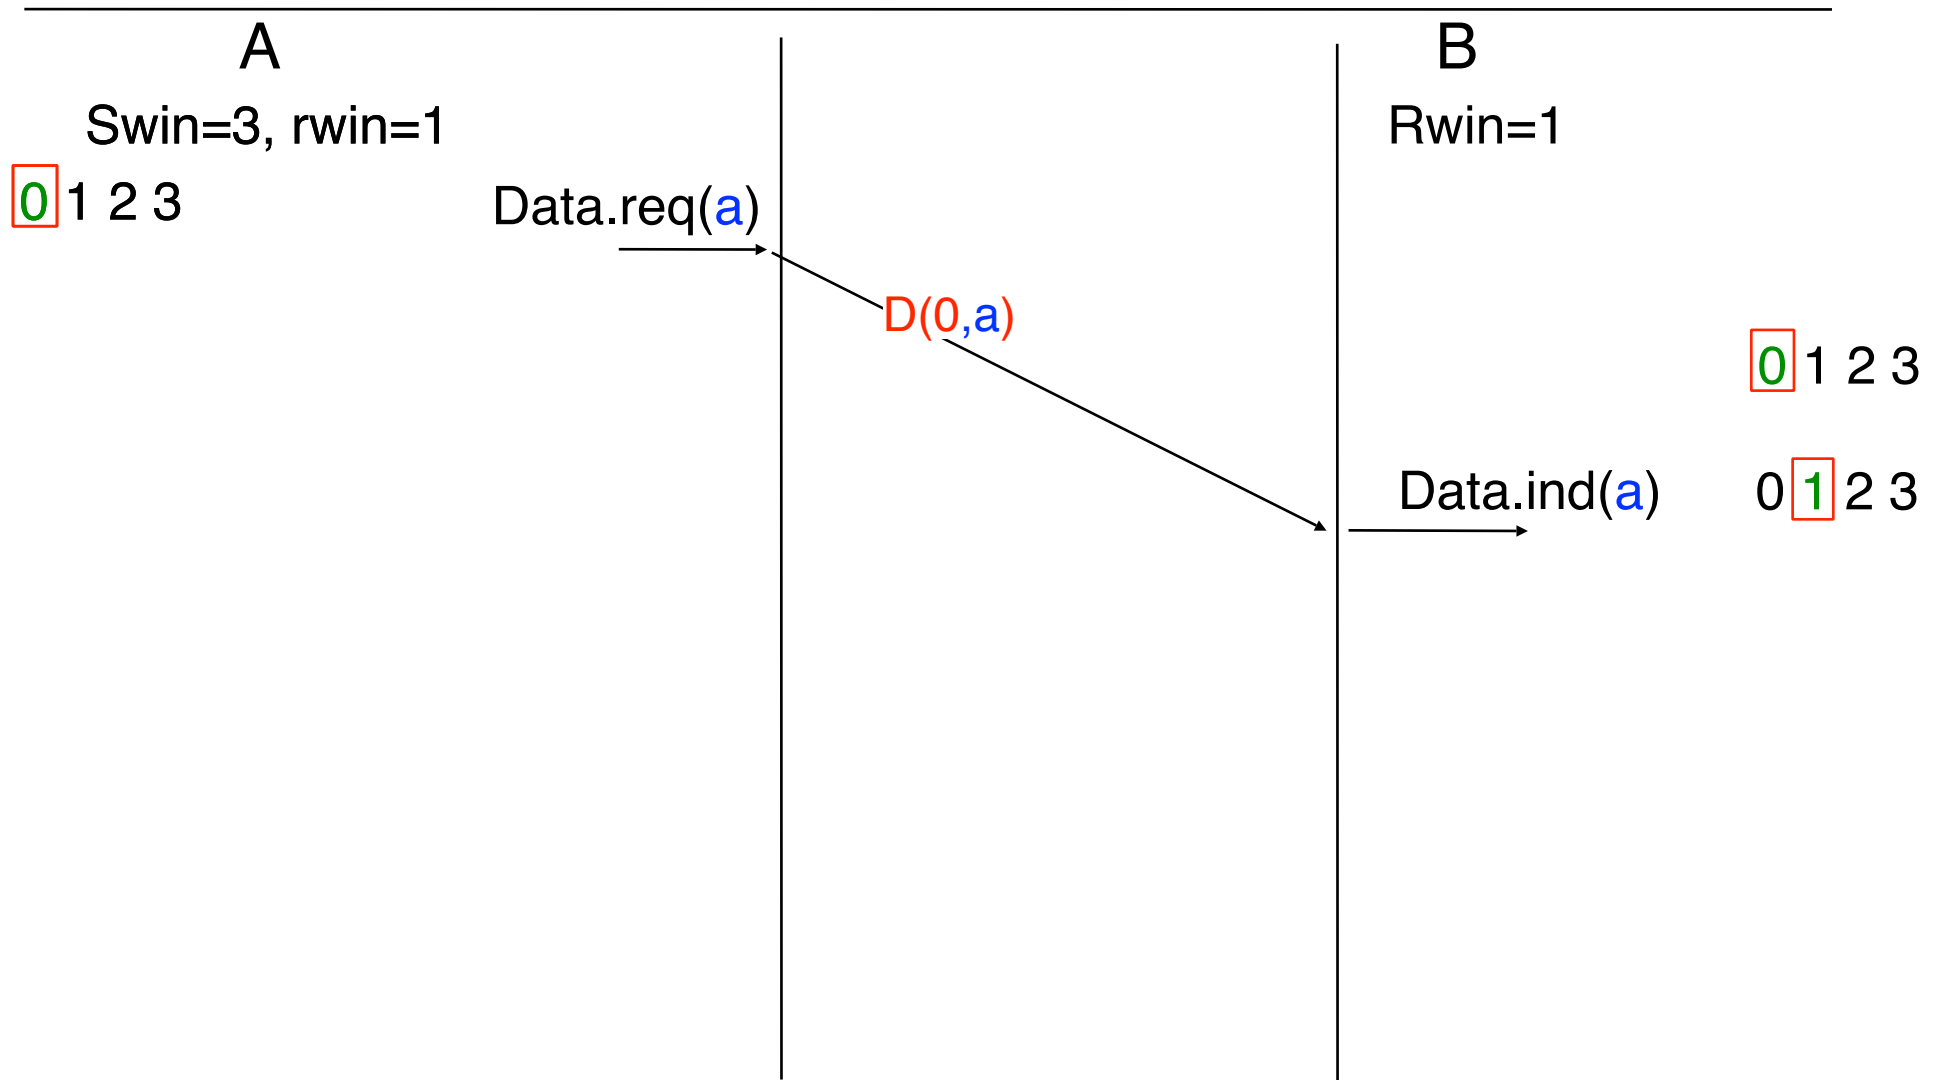 A
B
Swin=3, rwin=1
Rwin=1
0 1 2 3
Data.req(a)
D(0,a)
0 1 2 3
Data.ind(a)
0 1 2 3